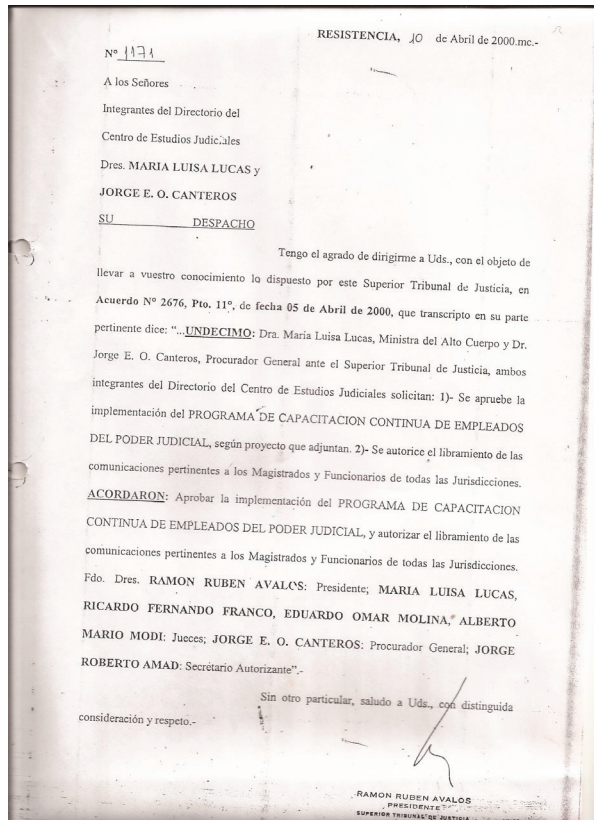 RESISTENCIA, 10 de Abril de 2000.mc.-
Nº 1171
A los Señores
Integrantes del Directorio del
Centro de Estudios Judiciales
Dres. MARIA LUISA LUCAS y
JORGE E. O. CANTEROS
SU DESPACHO
Tengo el agrado de dirigirme a Uds., con el objeto de
llevar a vuestro conocimiento lo dispuesto por este Superior Tribunal de Justicia, en
Acuerdo Nº 2676, Pto. 11º, de fecha 05 de Abril de 2000, que transcripto en su parte
pertinente dice: "...UNDECIMO: Dra. María Luisa Lucas, Ministra del Alto Cuerpo y Dr.
Jorge E. O. Canteros, Procurador General ante el Superior Tribunal de Justicia, ambos
integrantes del Directorio del Centro de Estudios Judiciales solicitan: 1)- Se apruebe la
implementación del PROGRAMA DE CAPACITACION CONTINUA DE EMPLEADOS
DEL PODER JUDICIAL, según proyecto que adjuntan. 2)- Se autorice el libramiento de las
comunicaciones pertinentes a los Magistrados y Funcionarios de todas las Jurisdicciones.
ACORDARON: Aprobar la implementación del PROGRAMA DE CAPACITACION
CONTINUA DE EMPLEADOS DEL PODER JUDICIAL, y autorizar el libramiento de las
comunicaciones pertinentes a los Magistrados y Funcionarios de todas las Jurisdicciones.
Fdo. Dres. RAMON RUBEN AVALOS: Presidente; MARIA LUISA LUCAS,
RICARDO FERNANDO FRANCO, EDUARDO OMAR MOLINA, ALBERTO
MARIO MODI: Jueces; JORGE E. O. CANTEROS: Procurador General; JORGE
ROBERTO AMAD: Secretario Autorizante".-
Sin otro particular, saludo a Uds., con distinguida
consideración y respeto.-
RAMON RUBEN AVALOS
PRESIDENTE
SUPERIOR TRIBUNAL DE JUSTICIA